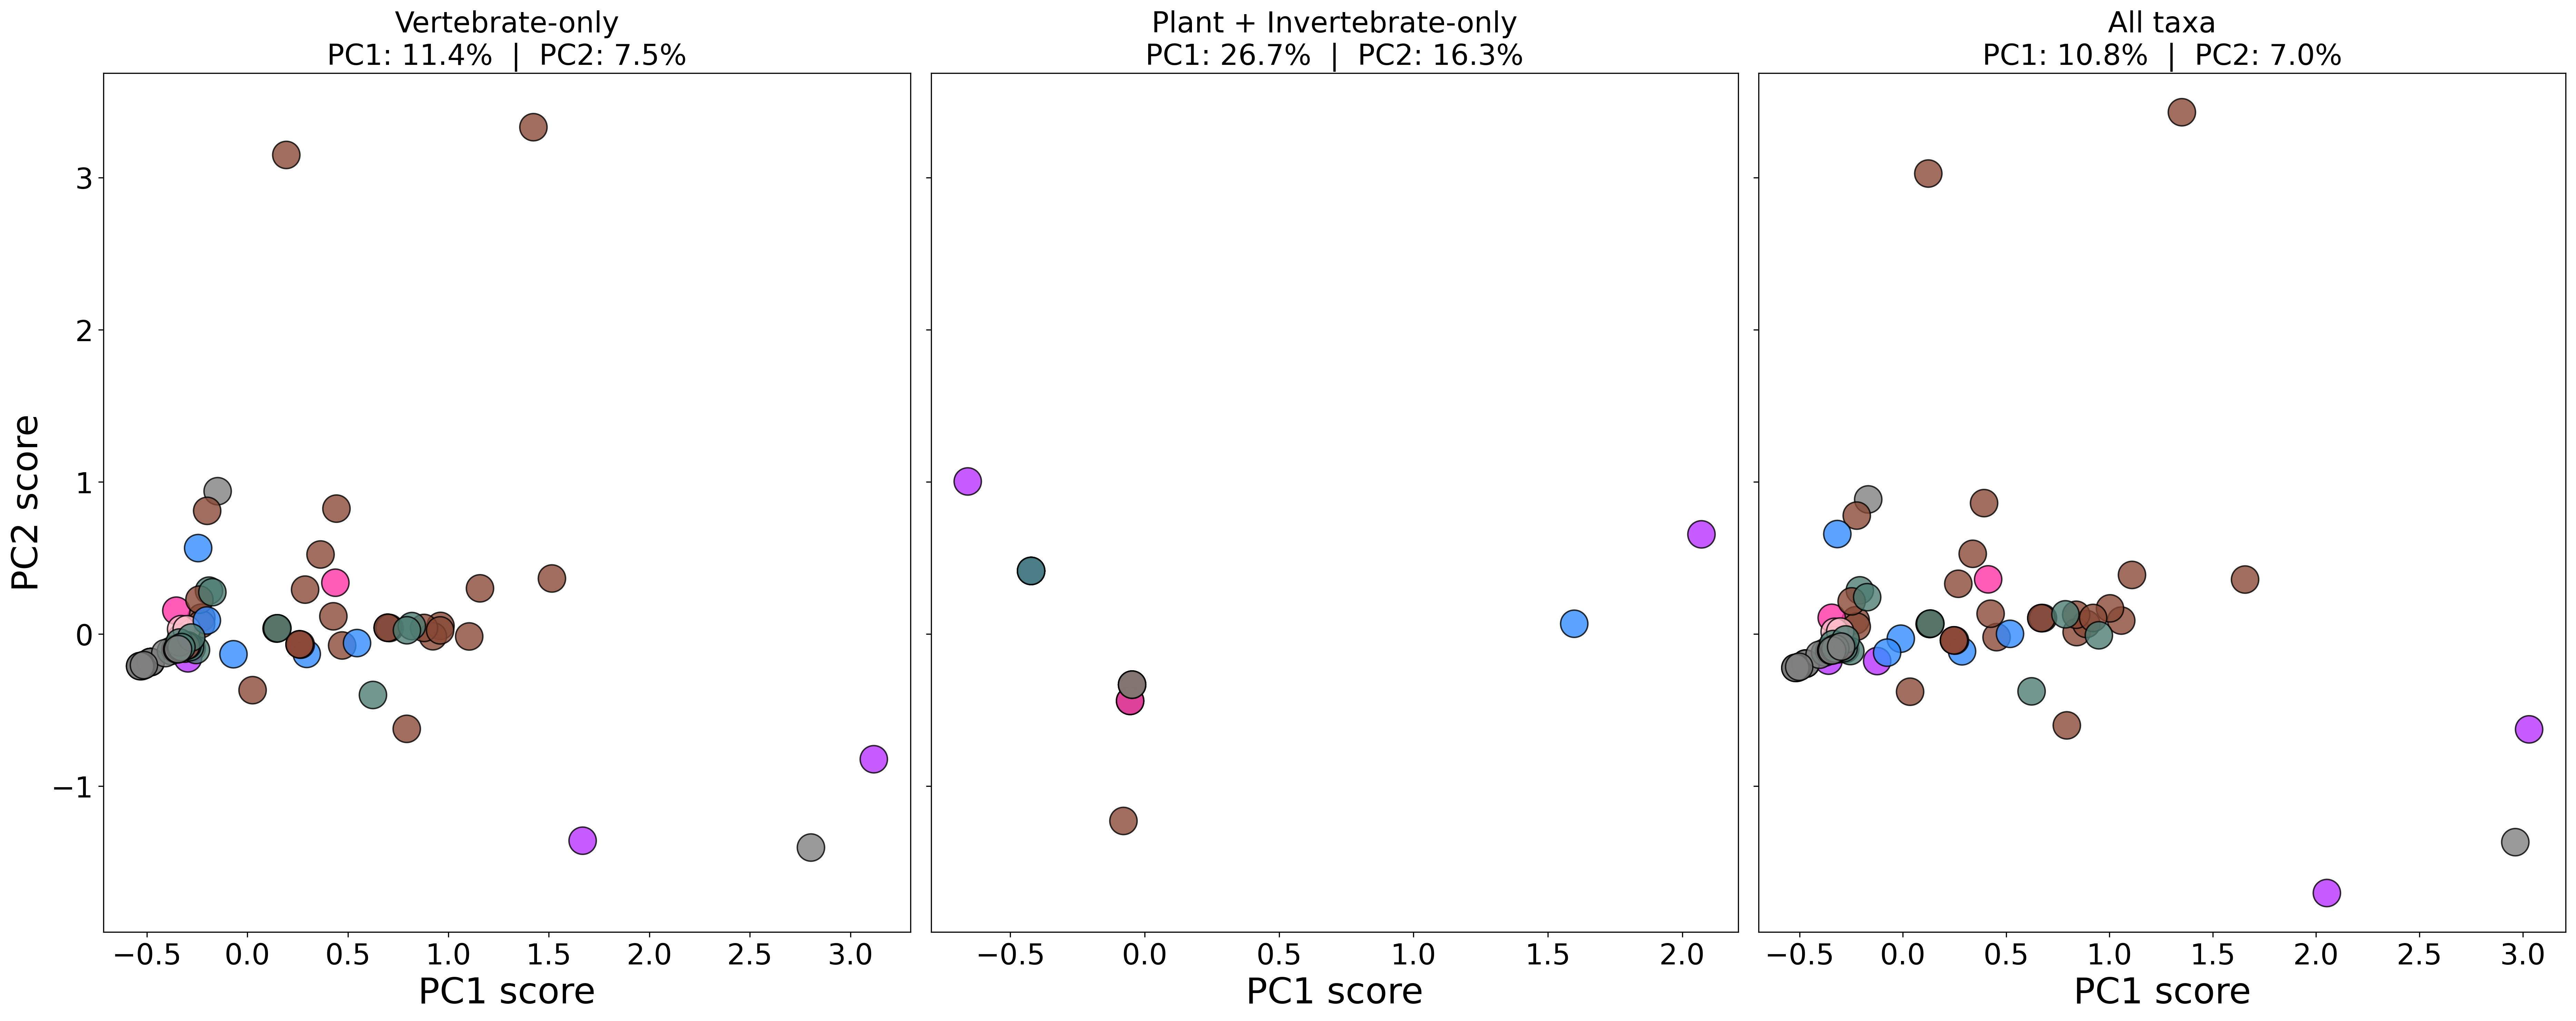 Vertebrate-only
PC1: 11.4% | PC2: 7.5%
Plant + Invertebrate-only
PC1: 26.7% | PC2: 16.3%
All taxa
PC1: 10.8% | PC2: 7.0%
PC2 score
3
2
1
0
−1
−0.5 0.0 0.5 1.0 1.5 2.0 2.5 3.0
PC1 score
−0.5 0.0 0.5 1.0 1.5 2.0
PC1 score
−0.5 0.0 0.5 1.0 1.5 2.0 2.5 3.0
PC1 score